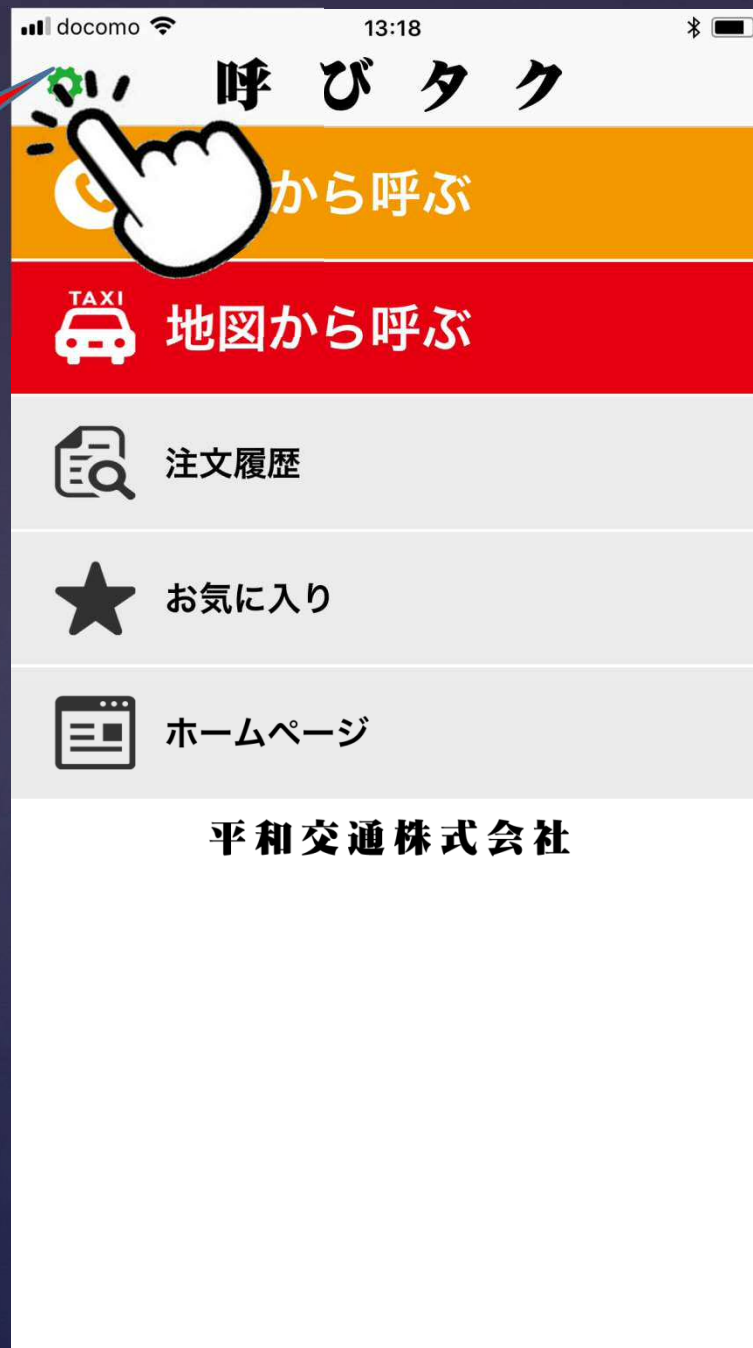 docomo 13:18
呼びタク
から呼ぶ
TAXI
地図から呼ぶ
注文履歴
お気に入り
ホームページ
平和交通株式会社